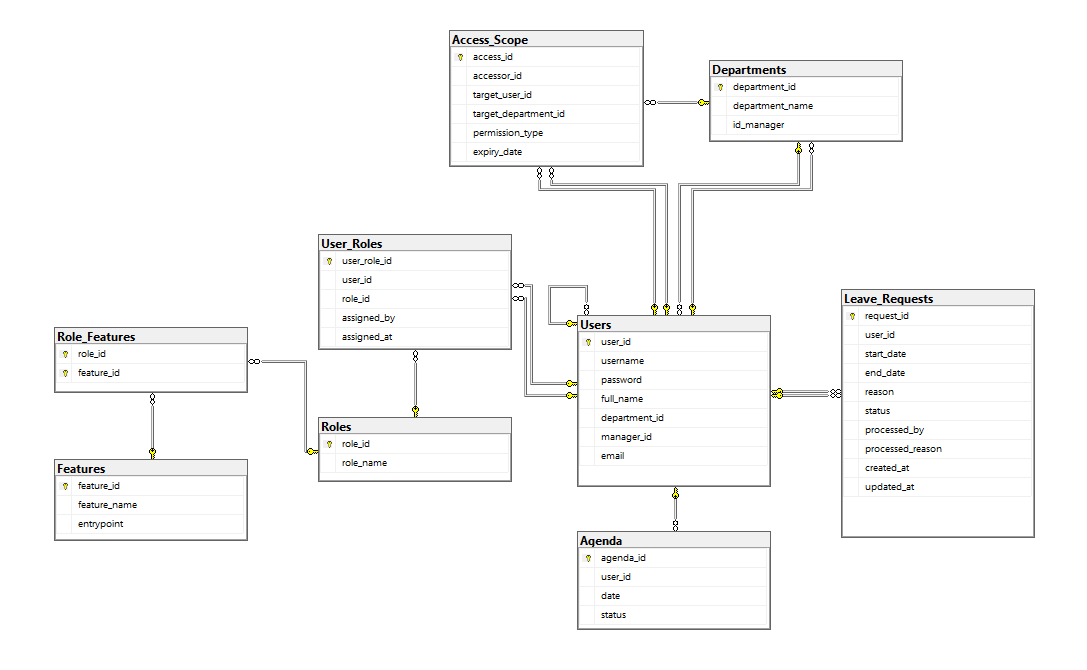 Access_Scope
access_id
accessor_id
target_user_id
target_department_id
permission_type
expiry_date
Departments
department_id
department_name
id_manager
User_Roles
user_role_id
user_id
role_id
assigned_by
assigned_at
Role_Features
role_id
feature_id
Features
feature_id
feature_name
entrypoint
Roles
role_id
role_name
Users
user_id
username
password
full_name
department_id
manager_id
email
Leave_Requests
request_id
user_id
start_date
end_date
reason
status
processed_by
processed_reason
created_at
updated_at
Agenda
agenda_id
user_id
date
status